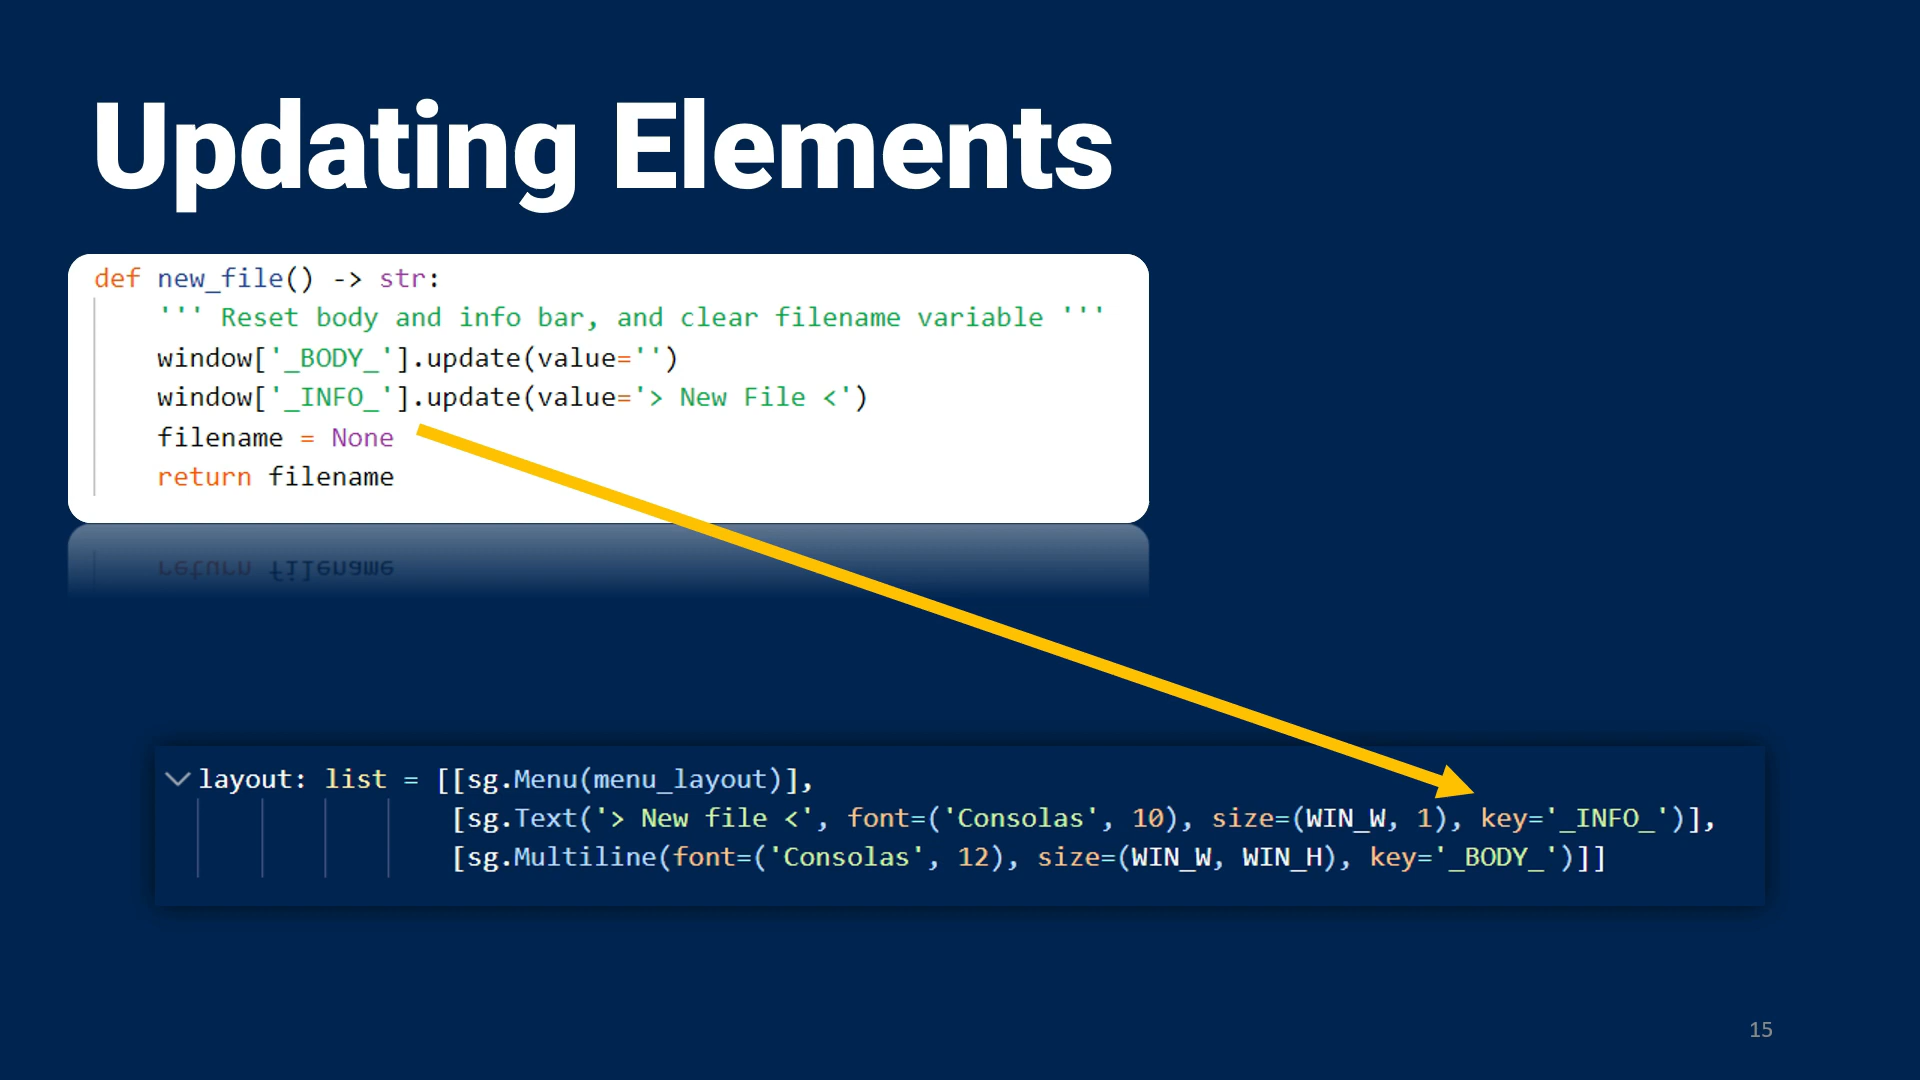 Updating Elements
def new_file() -> str:
''' Reset body and info bar, and clear filename variable '''
window['_BODY_'].update(value='')
window['_INFO_'].update(value='> New File <')
filename = None
return filename
layout: list = [[sg.Menu(menu_layout)],
[sg.Text('> New file <', font=('Consolas', 10), size=(WIN_W, 1), key='_INFO_')],
[sg.Multiline(font=('Consolas', 12), size=(WIN_W, WIN_H), key='_BODY_')]]
15